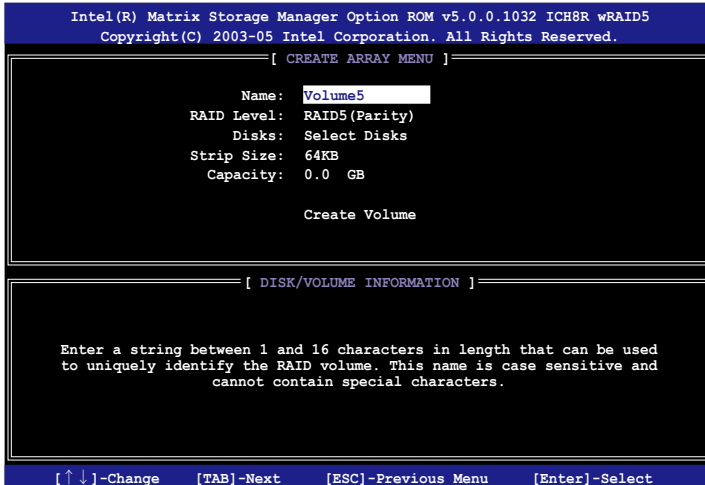 Intel(R) Matrix Storage Manager Option ROM v5.0.0.1032 ICH8R wRAID5
Copyright(C) 2003-05 Intel Corporation. All Rights Reserved.
[ CREATE ARRAY MENU ]
Name: Volume5
RAID Level: RAID5(Parity)
Disks: Select Disks
Strip Size: 64KB
Capacity: 0.0 GB
Create Volume
[ DISK/VOLUME INFORMATION ]
Enter a string between 1 and 16 characters in length that can be used
to uniquely identify the RAID volume. This name is case sensitive and
cannot contain special characters.
[↑↓]-Change [TAB]-Next [ESC]-Previous Menu [Enter]-Select